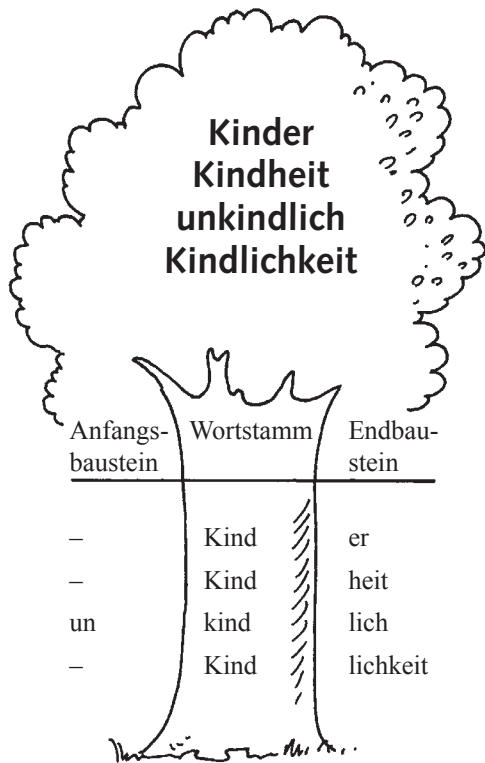 Kinder
Kindheit
unkindlich
Kindlichkeit
Anfangs- Wortstamm Endbau-
baustein stein
– Kind er
– Kind heit
un kind lich
– Kind lichkeit